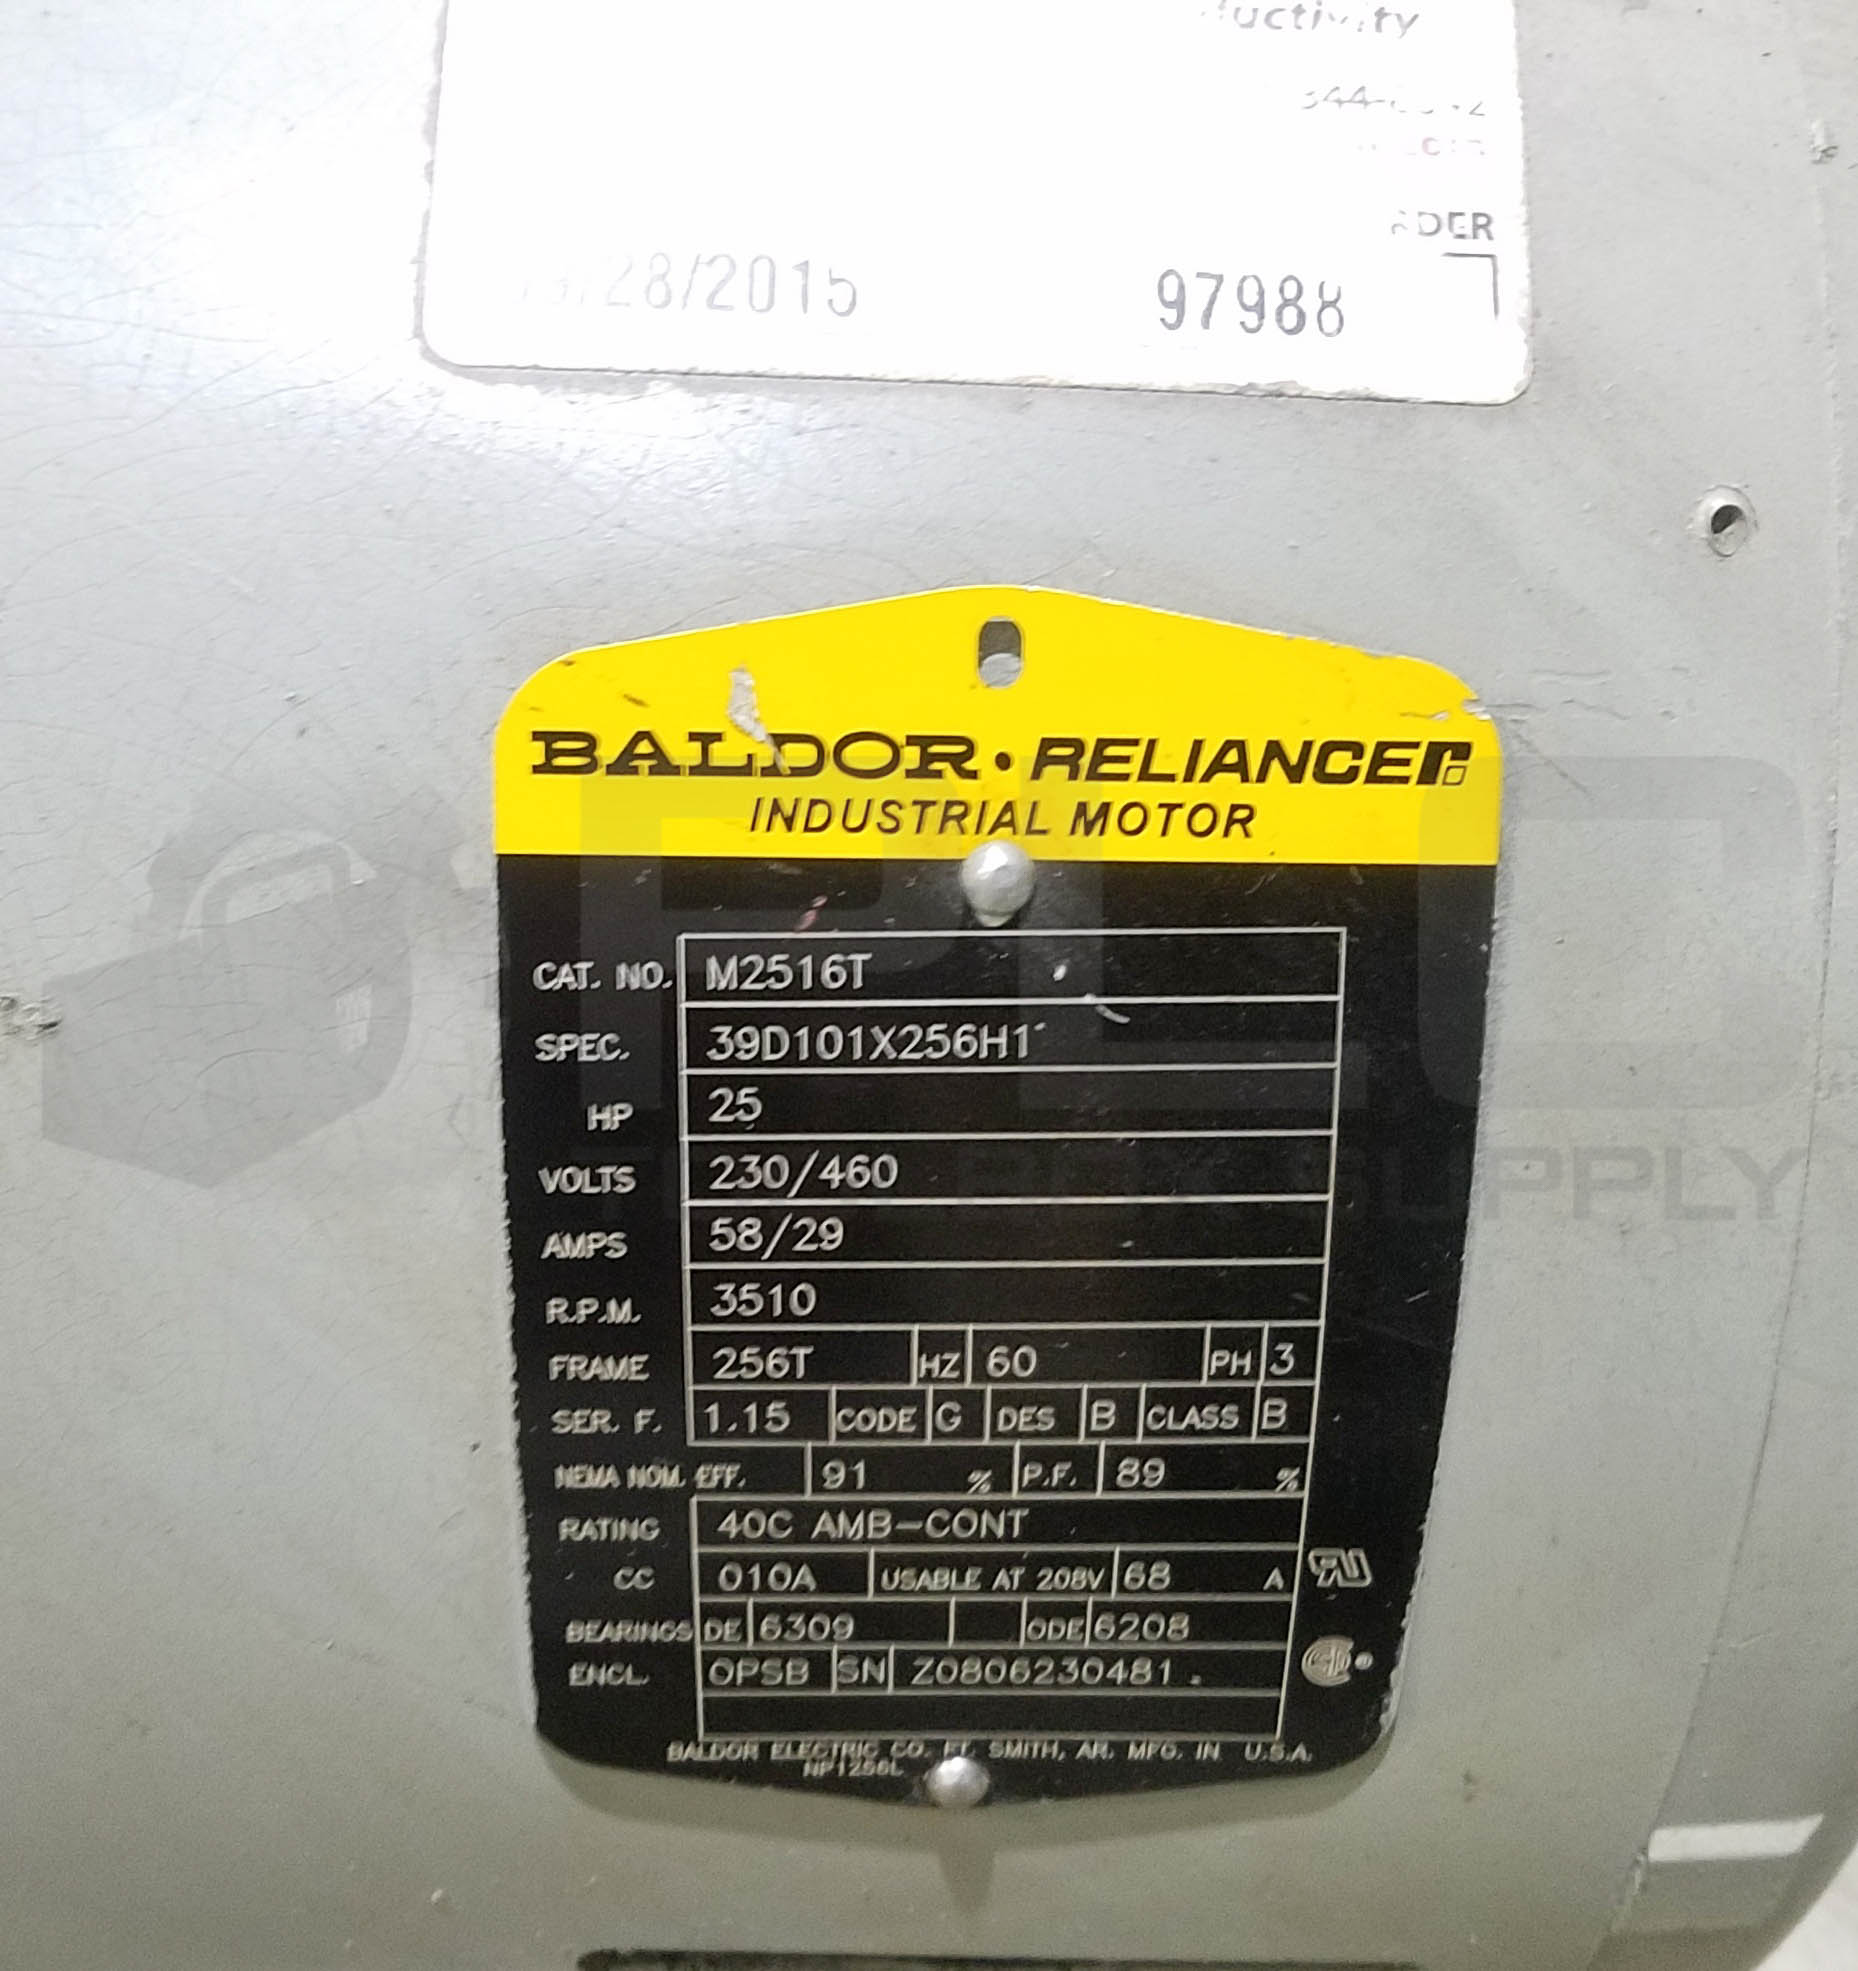 97988
BALDOR • RELIANCE
INDUSTRIAL MOTOR
CAT. NO. M2516T
SPEC. 39D101X256H1
HP 25
VOLTS 230/460
AMPS 58/29
R.P.M. 3510
FRAME 256T HZ 60 PH 3
SER. F. 1.15 CODE G DES B CLASS B
NEMA NOM. EFF. 91 % P.F. 89 %
RATING 40C AMB-CONT
CC 010A USABLE AT 208V 68 A
BEARINGS DE 6309 ODE 6208
ENCL. OPSB SN Z0806230481
BALDOR ELECTRIC CO. FT. SMITH, AR. MFG. IN U.S.A.
NP1256L
PLC
SUPPLY